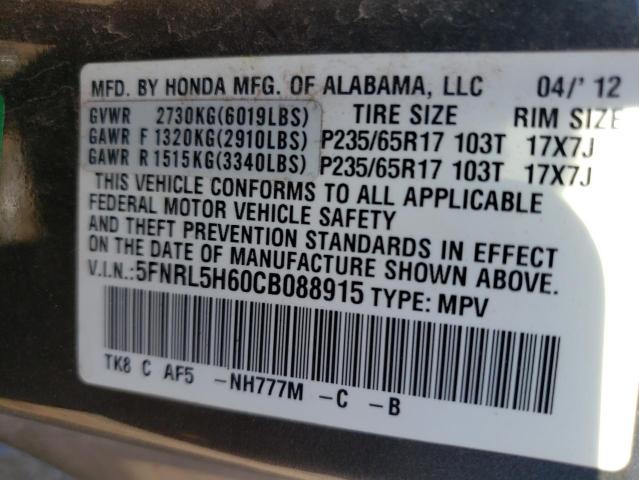 MFD. BY HONDA MFG. OF ALABAMA, LLC 04/'12
GVWR 2730KG(6019LBS) TIRE SIZE RIM SIZE
GAWR F 1320KG(2910LBS) P235/65R17 103T 17X7J
GAWR R 1515KG(3340LBS) P235/65R17 103T 17X7J
THIS VEHICLE CONFORMS TO ALL APPLICABLE
FEDERAL MOTOR VEHICLE SAFETY
AND THEFT PREVENTION STANDARDS IN EFFECT
ON THE DATE OF MANUFACTURE SHOWN ABOVE.
V.I.N.:5FNRL5H60CB088915 TYPE: MPV
TK8 C AF5 -NH777M -C -B